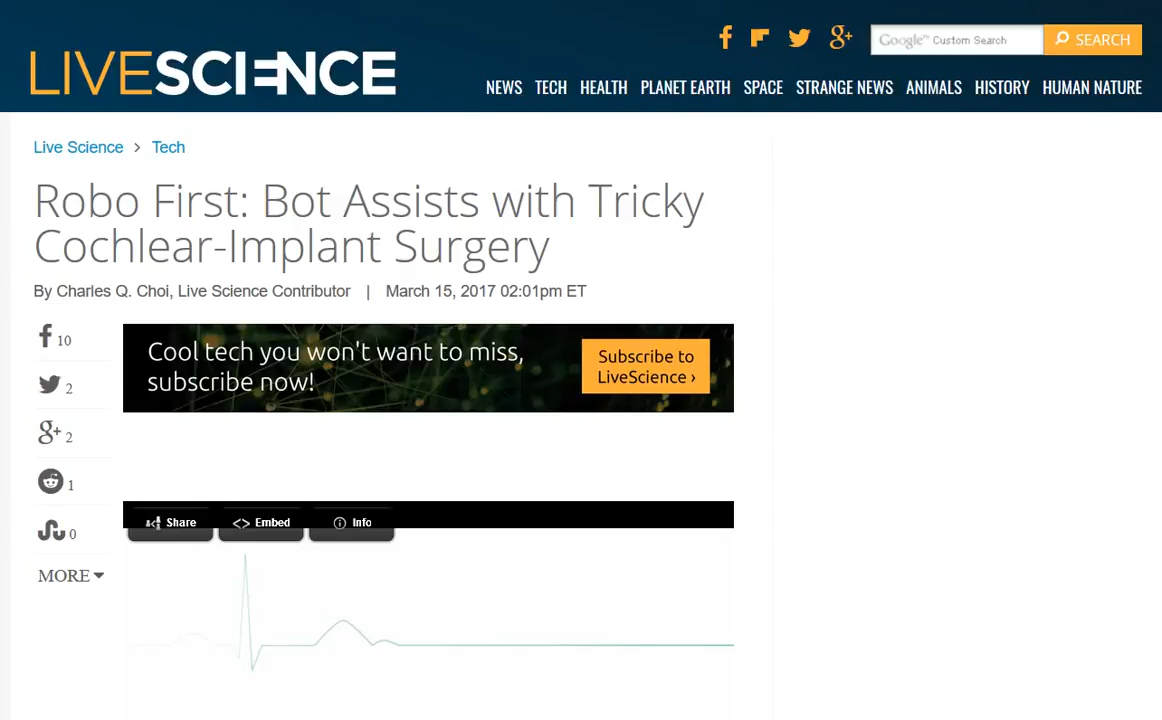 LIVESCIENCE
Google™ Custom Search
SEARCH
NEWS TECH HEALTH PLANET EARTH SPACE STRANGE NEWS ANIMALS HISTORY HUMAN NATURE
Live Science > Tech
Robo First: Bot Assists with Tricky
Cochlear-Implant Surgery
By Charles Q. Choi, Live Science Contributor | March 15, 2017 02:01pm ET
10
Cool tech you won't want to miss,
subscribe now!
Subscribe to
LiveScience ›
2
g+ 2
1
0
Share <> Embed Info
MORE